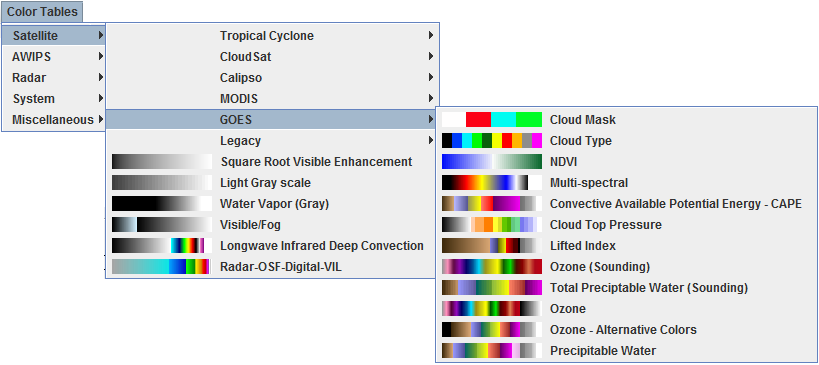 Color Tables
Satellite
AWIPS
Radar
System
Miscellaneous
Tropical Cyclone
CloudSat
Calipso
MODIS
GOES
Legacy
Square Root Visible Enhancement
Light Gray scale
Water Vapor (Gray)
Visible/Fog
Longwave Infrared Deep Convection
Radar-OSF-Digital-VIL
Cloud Mask
Cloud Type
NDVI
Multi-spectral
Convective Available Potential Energy - CAPE
Cloud Top Pressure
Lifted Index
Ozone (Sounding)
Total Preciptable Water (Sounding)
Ozone
Ozone - Alternative Colors
Precipitable Water